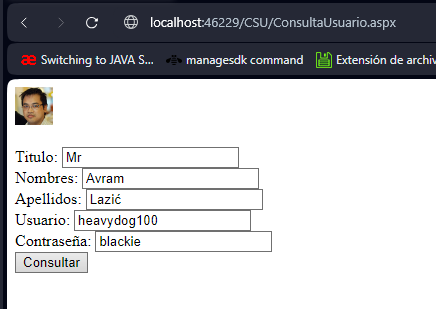 localhost:46229/CSU/ConsultaUsuario.aspx
Switching to JAVA S... managesdk command Extensión de archiv
Titulo: Mr
Nombres: Avram
Apellidos: Lazić
Usuario: heavydog100
Contraseña: blackie
Consultar